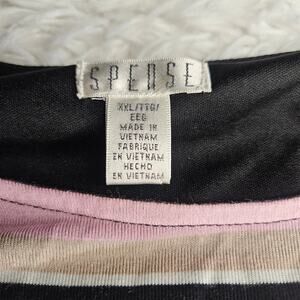 SPENSE
XXL/TTG/
EEG
MADE IN
VIETNAM
FABRIQUE
EN VIETNAM
HECHO
EN VIETNAM